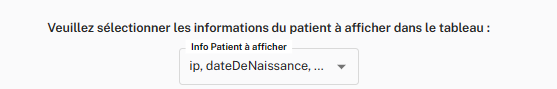 Veuillez sélectionner les informations du patient à afficher dans le tableau :
Info Patient à afficher
ip, dateDeNaissance, ...